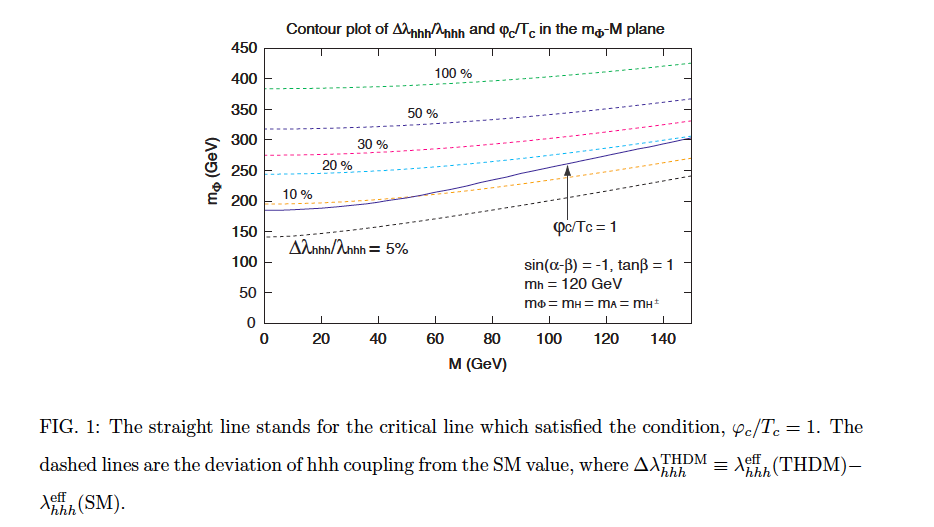 Contour plot of Δλhhh/λhhh and φc/Tc in the mΦ-M plane
450
400
350
300
250
200
150
100
50
0
mΦ (GeV)
100 %
50 %
30 %
20 %
10 %
Δλhhh/λhhh = 5%
φc/Tc = 1
sin(α-β) = -1, tanβ = 1
mh = 120 GeV
mΦ = mH = mA = mH±
0 20 40 60 80 100 120 140
M (GeV)
FIG. 1: The straight line stands for the critical line which satisfied the condition, φc/Tc = 1. The
dashed lines are the deviation of hhh coupling from the SM value, where Δλ^THDM_hhh ≡ λ^eff_hhh(THDM)−
λ^eff_hhh(SM).